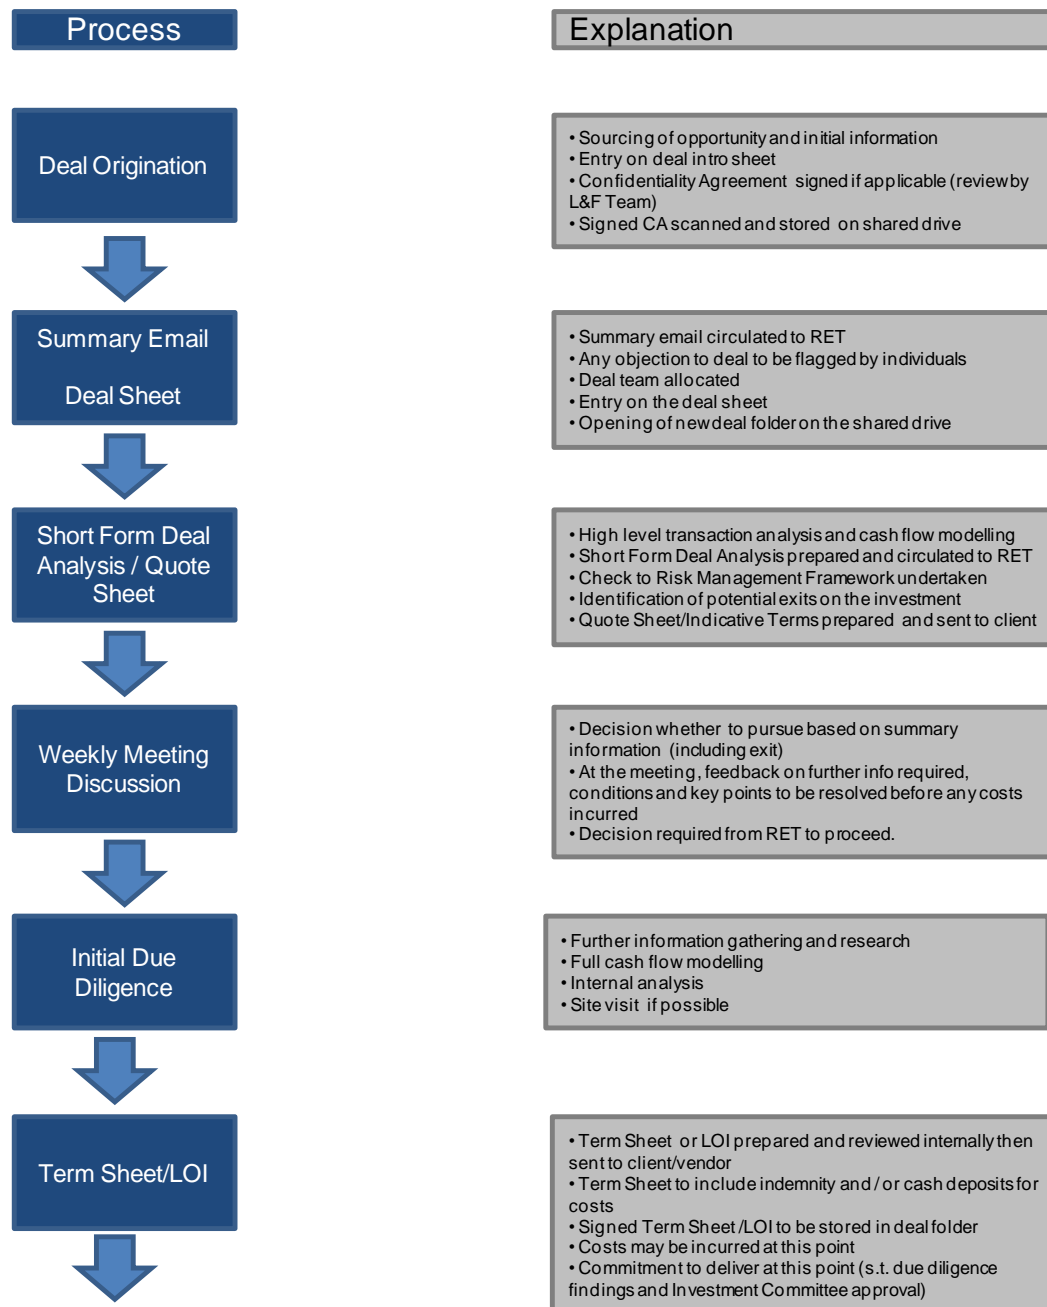 Process
Explanation
Deal Origination
• Sourcing of opportunity and initial information
• Entry on deal intro sheet
• Confidentiality Agreement signed if applicable (review by
L&F Team)
• Signed CA scanned and stored on shared drive
Summary Email
Deal Sheet
• Summary email circulated to RET
• Any objection to deal to be flagged by individuals
• Deal team allocated
• Entry on the deal sheet
• Opening of new deal folder on the shared drive
Short Form Deal
Analysis / Quote
Sheet
• High level transaction analysis and cash flow modelling
• Short Form Deal Analysis prepared and circulated to RET
• Check to Risk Management Framework undertaken
• Identification of potential exits on the investment
• Quote Sheet/Indicative Terms prepared and sent to client
Weekly Meeting
Discussion
• Decision whether to pursue based on summary
information (including exit)
• At the meeting, feedback on further info required,
conditions and key points to be resolved before any costs
incurred
• Decision required from RET to proceed.
Initial Due
Diligence
• Further information gathering and research
• Full cash flow modelling
• Internal analysis
• Site visit if possible
Term Sheet/LOI
• Term Sheet or LOI prepared and reviewed internally then
sent to client/vendor
• Term Sheet to include indemnity and / or cash deposits for
costs
• Signed Term Sheet /LOI to be stored in deal folder
• Costs may be incurred at this point
• Commitment to deliver at this point (s.t. due diligence
findings and Investment Committee approval)